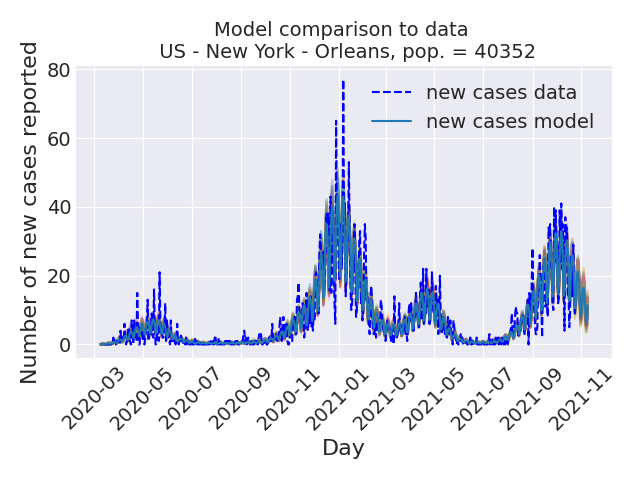 Model comparison to data
US - New York - Orleans, pop. = 40352
Number of new cases reported
80
60
40
20
0
new cases data
new cases model
2020-03
2020-05
2020-07
2020-09
2020-11
2021-01
2021-03
2021-05
2021-07
2021-09
2021-11
Day